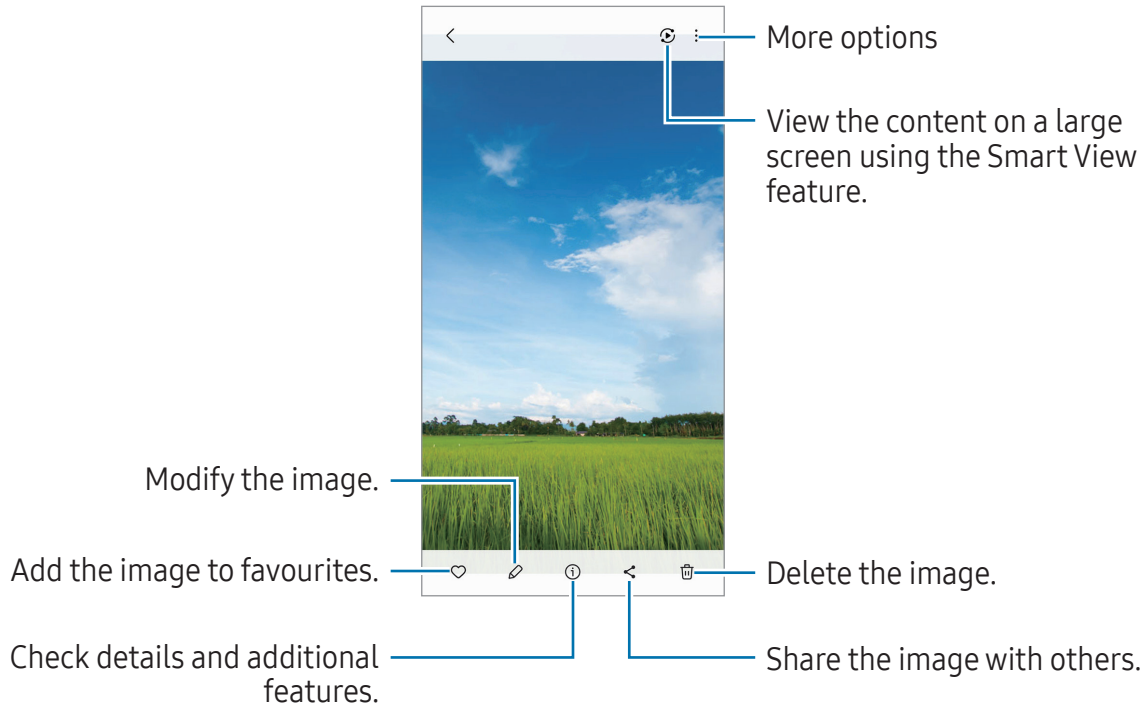 More options
View the content on a large
screen using the Smart View
feature.
Modify the image.
Add the image to favourites.
Delete the image.
Check details and additional
features.
Share the image with others.